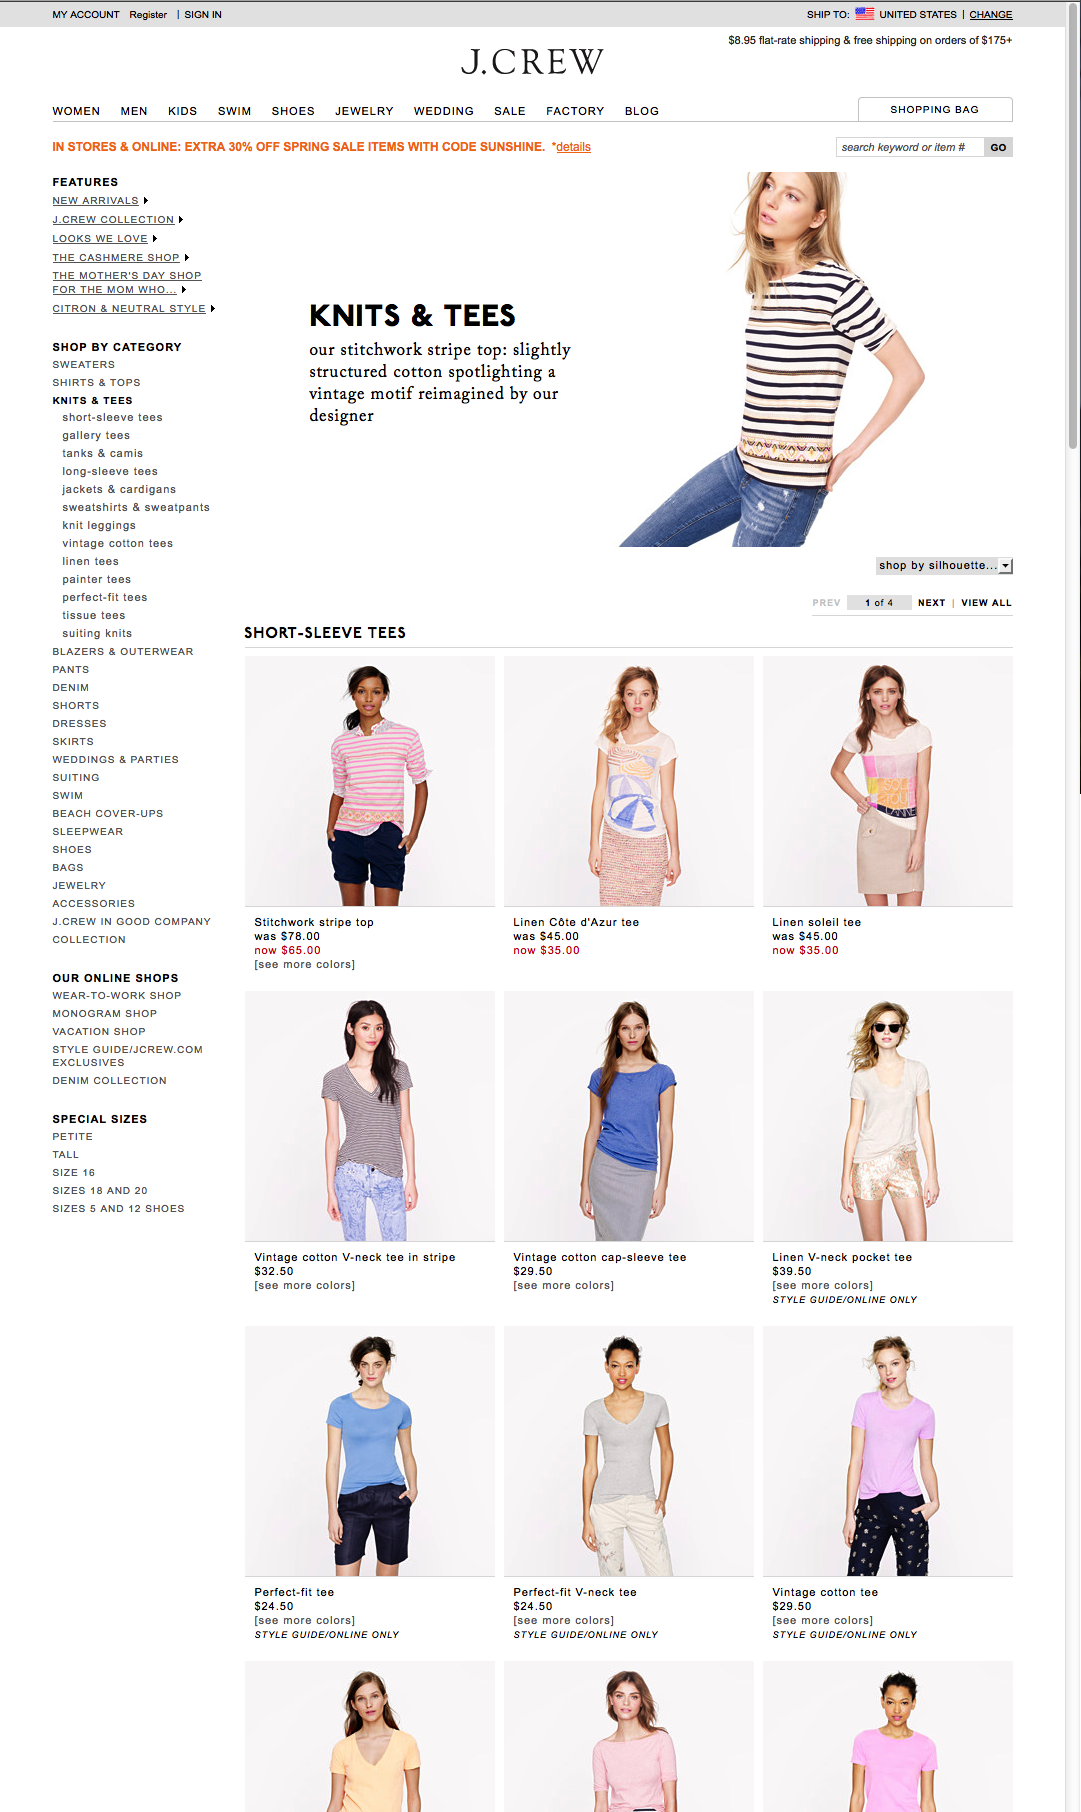 MY ACCOUNT Register | SIGN IN
SHIP TO: UNITED STATES | CHANGE
$8.95 flat-rate shipping & free shipping on orders of $175+
J.CREW
WOMEN MEN KIDS SWIM SHOES JEWELRY WEDDING SALE FACTORY BLOG
SHOPPING BAG
IN STORES & ONLINE: EXTRA 30% OFF SPRING SALE ITEMS WITH CODE SUNSHINE. *details
search keyword or item # GO
FEATURES
NEW ARRIVALS
J.CREW COLLECTION
LOOKS WE LOVE
THE CASHMERE SHOP
THE MOTHER'S DAY SHOP
FOR THE MOM WHO...
CITRON & NEUTRAL STYLE
SHOP BY CATEGORY
SWEATERS
SHIRTS & TOPS
KNITS & TEES
short-sleeve tees
gallery tees
tanks & camis
long-sleeve tees
jackets & cardigans
sweatshirts & sweatpants
knit leggings
vintage cotton tees
linen tees
painter tees
perfect-fit tees
tissue tees
suiting knits
BLAZERS & OUTERWEAR
PANTS
DENIM
SHORTS
DRESSES
SKIRTS
WEDDINGS & PARTIES
SUITING
SWIM
BEACH COVER-UPS
SLEEPWEAR
SHOES
BAGS
JEWELRY
ACCESSORIES
J.CREW IN GOOD COMPANY
COLLECTION
OUR ONLINE SHOPS
WEAR-TO-WORK SHOP
MONOGRAM SHOP
VACATION SHOP
STYLE GUIDE/JCREW.COM
EXCLUSIVES
DENIM COLLECTION
SPECIAL SIZES
PETITE
TALL
SIZE 16
SIZES 18 AND 20
SIZES 5 AND 12 SHOES
KNITS & TEES
our stitchwork stripe top: slightly
structured cotton spotlighting a
vintage motif reimagined by our
designer
shop by silhouette...
PREV 1 of 4 NEXT | VIEW ALL
SHORT-SLEEVE TEES
Stitchwork stripe top
was $78.00
now $65.00
[see more colors]
Linen Côte d'Azur tee
was $45.00
now $35.00
Linen soleil tee
was $45.00
now $35.00
Vintage cotton V-neck tee in stripe
$32.50
[see more colors]
Vintage cotton cap-sleeve tee
$29.50
[see more colors]
Linen V-neck pocket tee
$39.50
[see more colors]
STYLE GUIDE/ONLINE ONLY
Perfect-fit tee
$24.50
[see more colors]
STYLE GUIDE/ONLINE ONLY
Perfect-fit V-neck tee
$24.50
[see more colors]
STYLE GUIDE/ONLINE ONLY
Vintage cotton tee
$29.50
[see more colors]
STYLE GUIDE/ONLINE ONLY